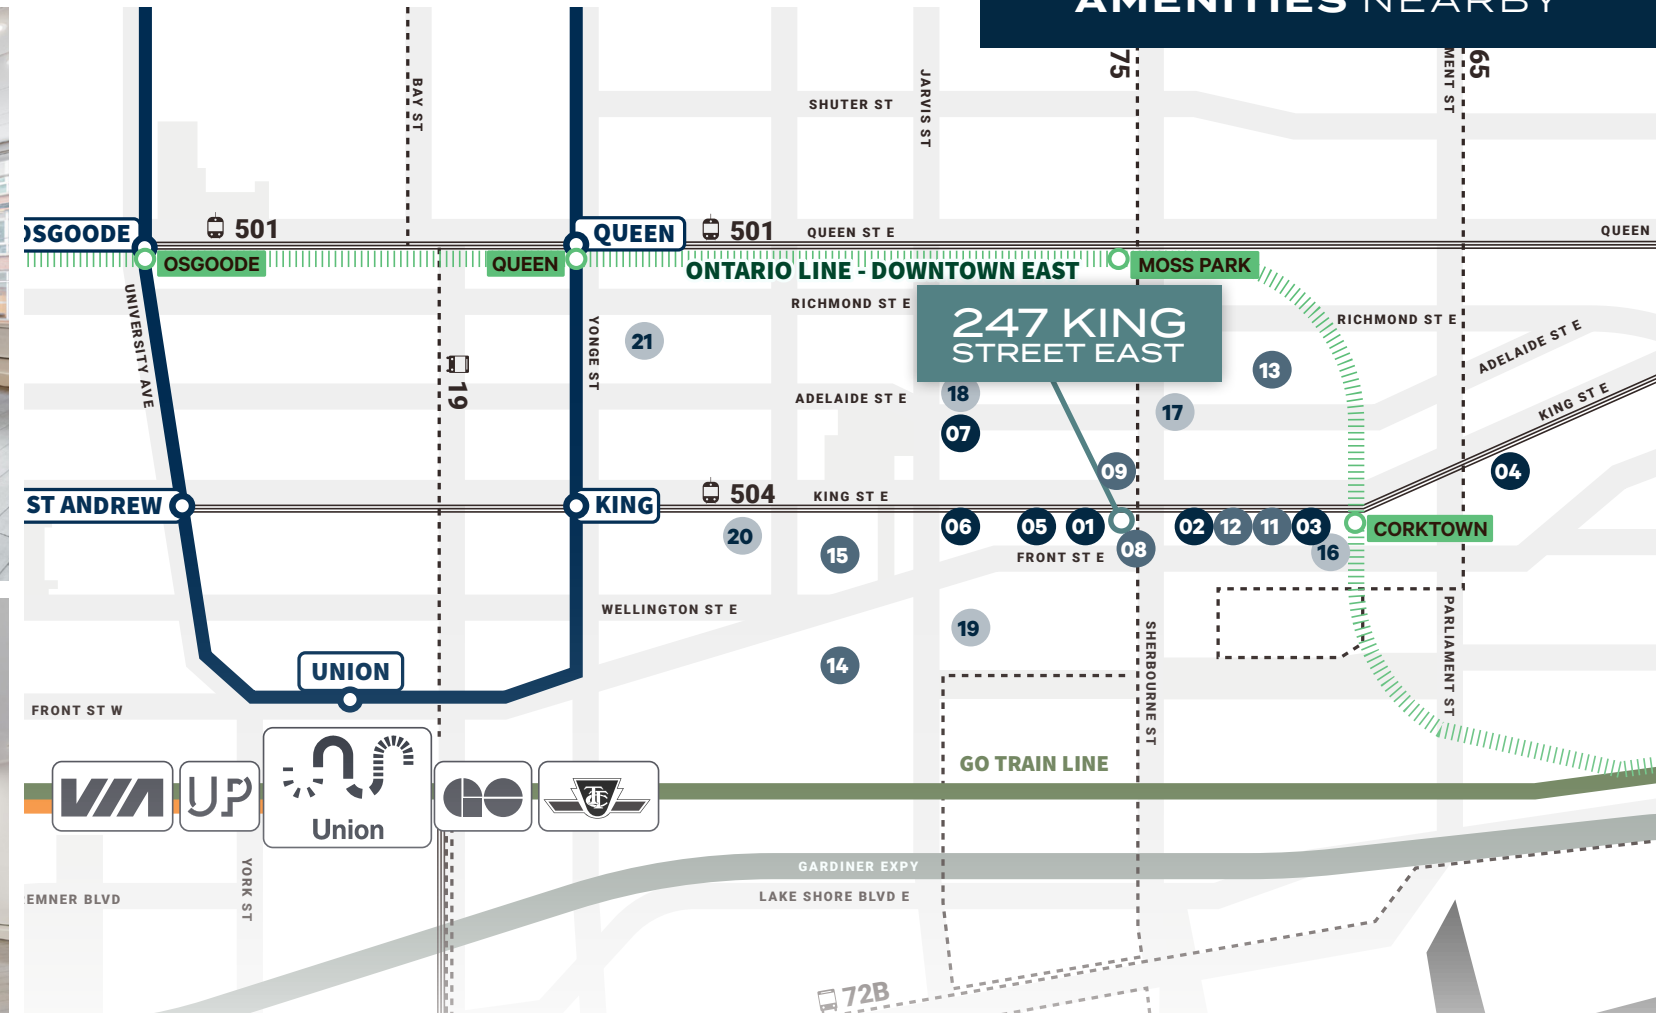 AMENITIES NEARBY
BAY ST
JARVIS ST
75
MENT ST
65
SHUTER ST
OSGOODE
501
QUEEN
501
QUEEN ST E
QUEEN
OSGOODE
QUEEN
ONTARIO LINE - DOWNTOWN EAST
MOSS PARK
UNIVERSITY AVE
RICHMOND ST E
247 KING
STREET EAST
RICHMOND ST E
ADELAIDE ST E
YONGE ST
21
19
13
18
ADELAIDE ST E
17
KING ST E
07
09
04
ST ANDREW
KING
504
KING ST E
20
15
06
05
01
02
12
11
03
CORKTOWN
08
16
FRONT ST E
WELLINGTON ST E
19
14
SHERBOURNE ST
PARLIAMENT ST
UNION
FRONT ST W
GO TRAIN LINE
VIA
UP
Union
GO
TTC
GARDINER EXPY
YORK ST
EMNER BLVD
LAKE SHORE BLVD E
72B